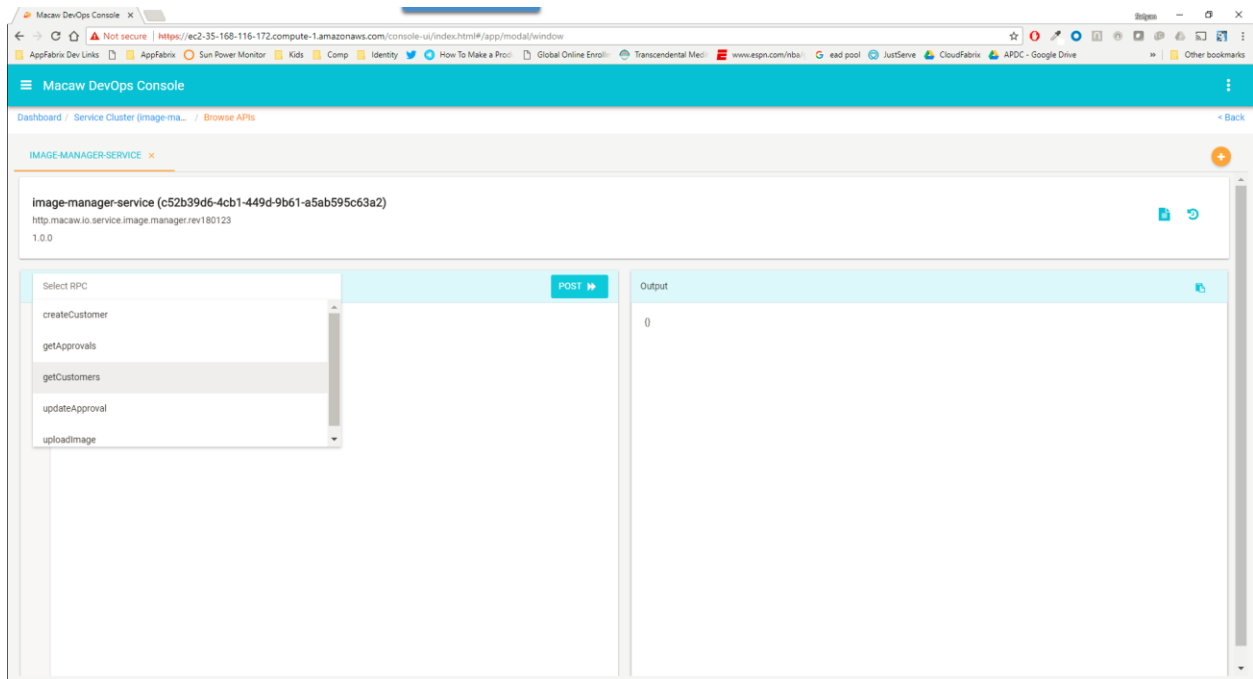 Macaw DevOps Console
Not secure | https://ec2-35-168-116-172.compute-1.amazonaws.com/console-ui/index.html#/app/modal/window
AppFabrix Dev Links AppFabrix Sun Power Monitor Kids Comp Identity How To Make a Prod Global Online Enrolln Transcendental Medi www.espn.com/nba/ G ead pool JustServe CloudFabrix APDC - Google Drive » Other bookmarks
Macaw DevOps Console
Dashboard / Service Cluster (image-ma... / Browse APIs < Back
IMAGE-MANAGER-SERVICE ×
image-manager-service (c52b39d6-4cb1-449d-9b61-a5ab595c63a2)
http.macaw.io.service.image.manager.rev180123
1.0.0
Select RPC POST Output
createCustomer
{}
getApprovals
getCustomers
updateApproval
uploadImage